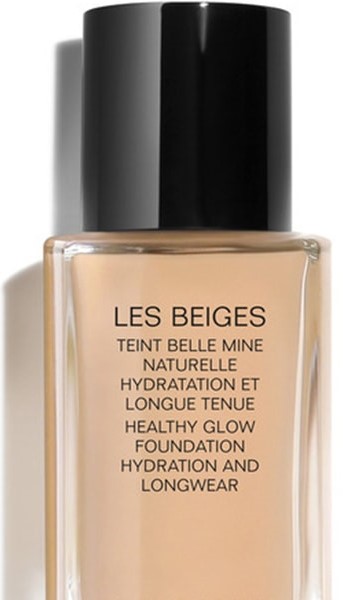 LES BEIGES
TEINT BELLE MINE
NATURELLE
HYDRATATION ET
LONGUE TENUE
HEALTHY GLOW
FOUNDATION
HYDRATION AND
LONGWEAR